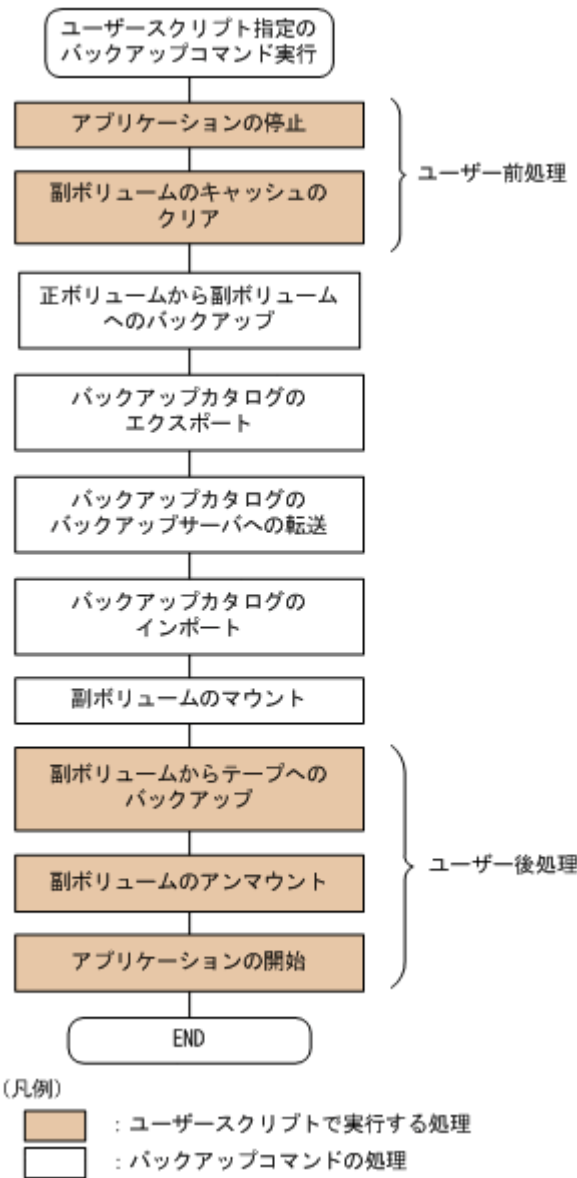 ユーザースクリプト指定の
バックアップコマンド実行
アプリケーションの停止
副ボリュームのキャッシュの
クリア
ユーザー前処理
正ボリュームから副ボリューム
へのバックアップ
バックアップカタログの
エクスポート
バックアップカタログの
バックアップサーバへの転送
バックアップカタログの
インポート
副ボリュームのマウント
副ボリュームからテープへの
バックアップ
副ボリュームのアンマウント
アプリケーションの開始
ユーザー後処理
END
(凡例)
:ユーザースクリプトで実行する処理
:バックアップコマンドの処理